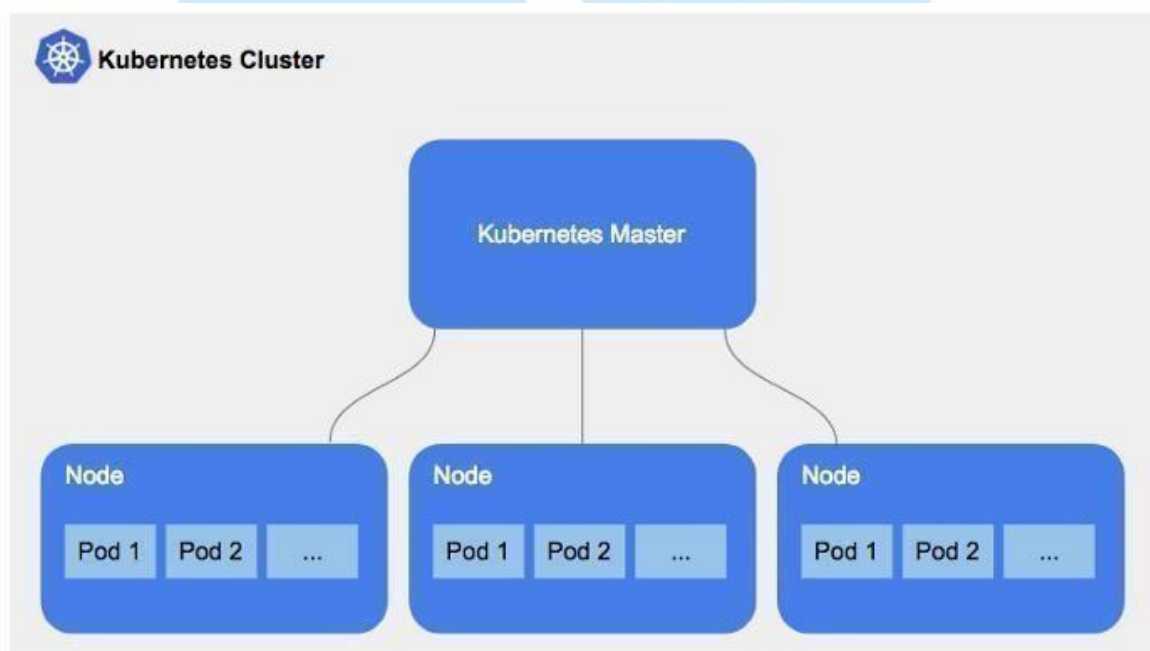 Kubernetes Cluster
Kubernetes Master
Node
Pod 1 Pod 2 ...
Node
Pod 1 Pod 2 ...
Node
Pod 1 Pod 2 ...